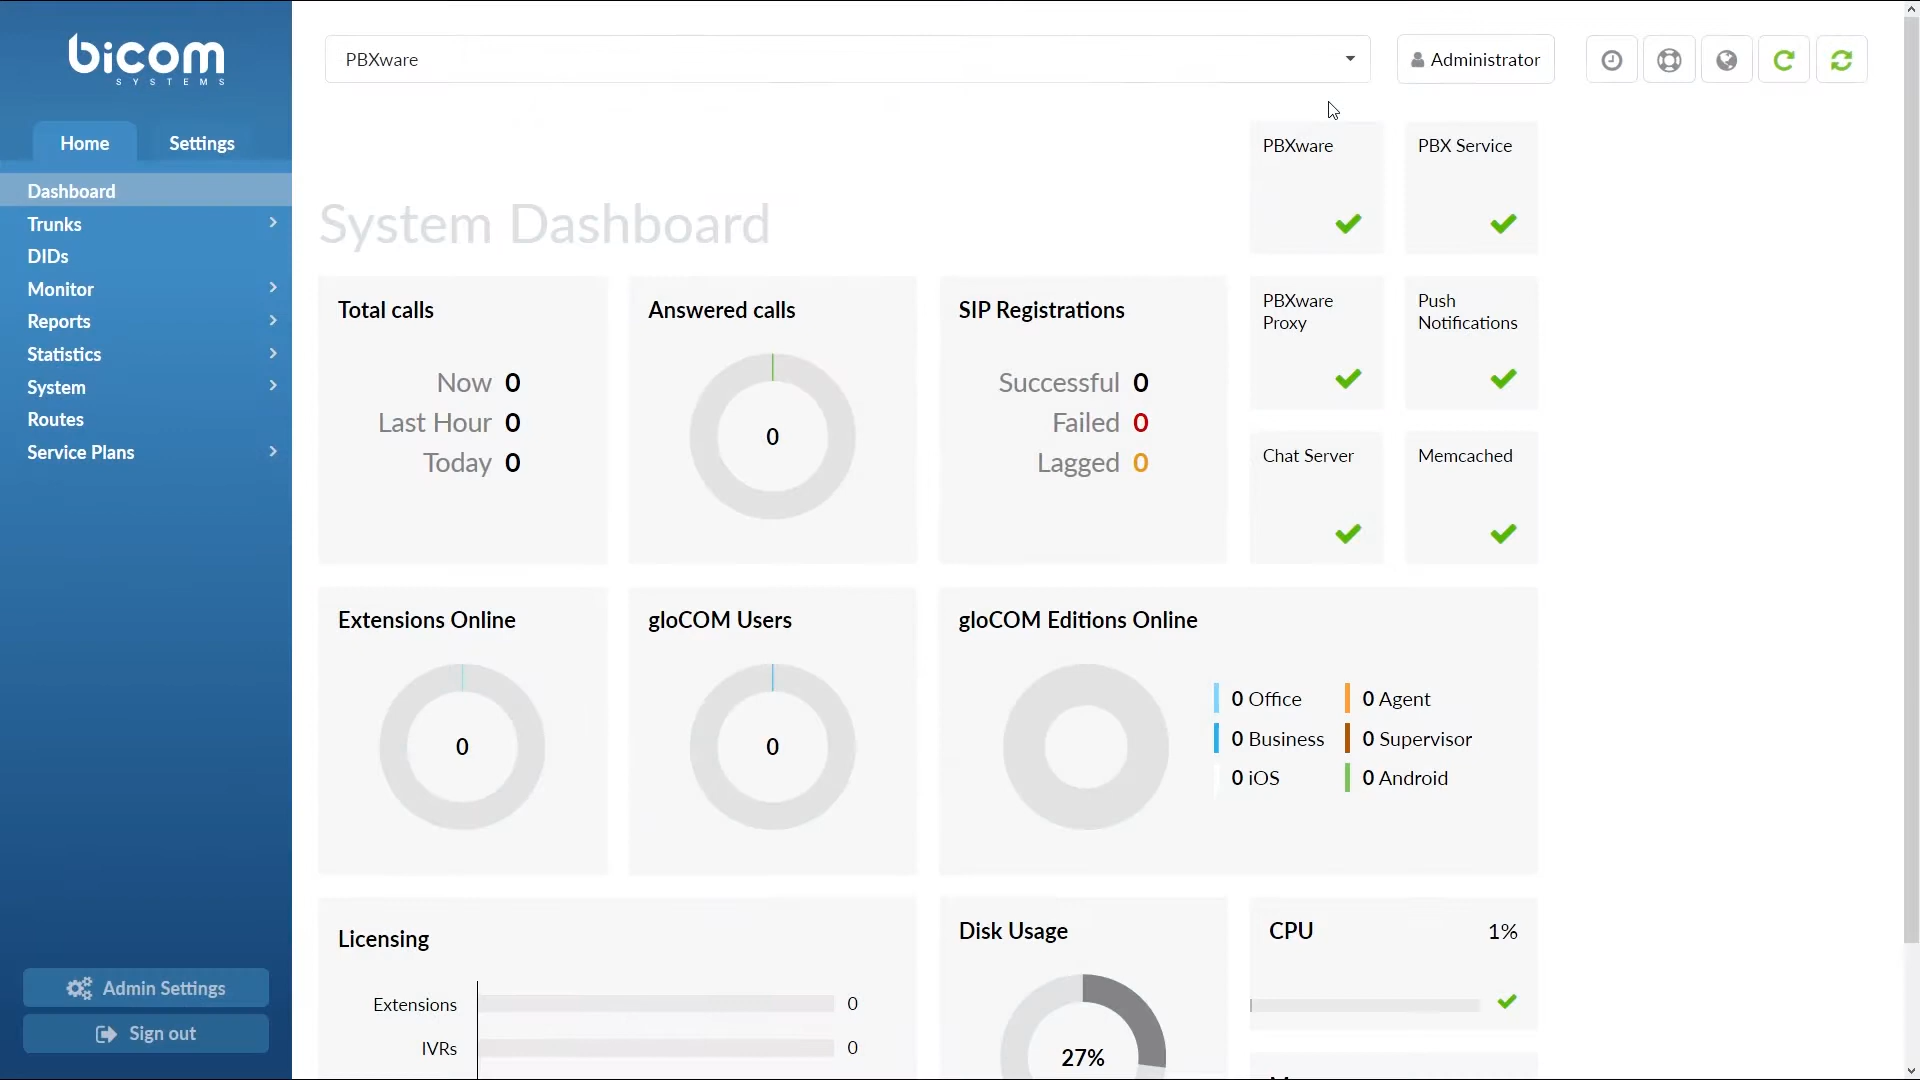 bicom
SYSTEMS
PBXware
Administrator
Home
Settings
Dashboard
Trunks
DIDs
Monitor
Reports
Statistics
System
Routes
Service Plans
Admin Settings
Sign out
System Dashboard
PBXware
PBX Service
Total calls
Now 0
Last Hour 0
Today 0
Answered calls
0
SIP Registrations
Successful 0
Failed 0
Lagged 0
PBXware
Proxy
Push
Notifications
Chat Server
Memcached
Extensions Online
0
gloCOM Users
0
gloCOM Editions Online
0 Office
0 Agent
0 Business
0 Supervisor
0 iOS
0 Android
Licensing
Extensions 0
IVRs 0
Disk Usage
27%
CPU 1%